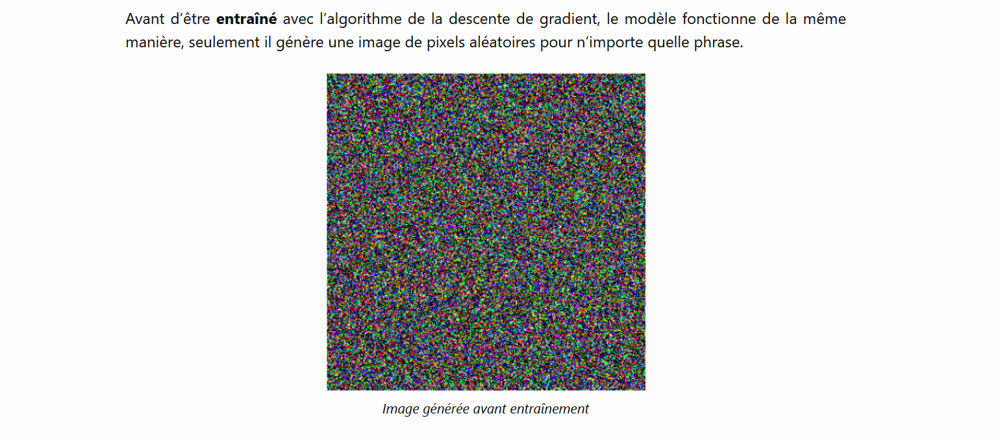 Avant d’être entraîné avec l’algorithme de la descente de gradient, le modèle fonctionne de la même
manière, seulement il génère une image de pixels aléatoires pour n’importe quelle phrase.
Image générée avant entraînement